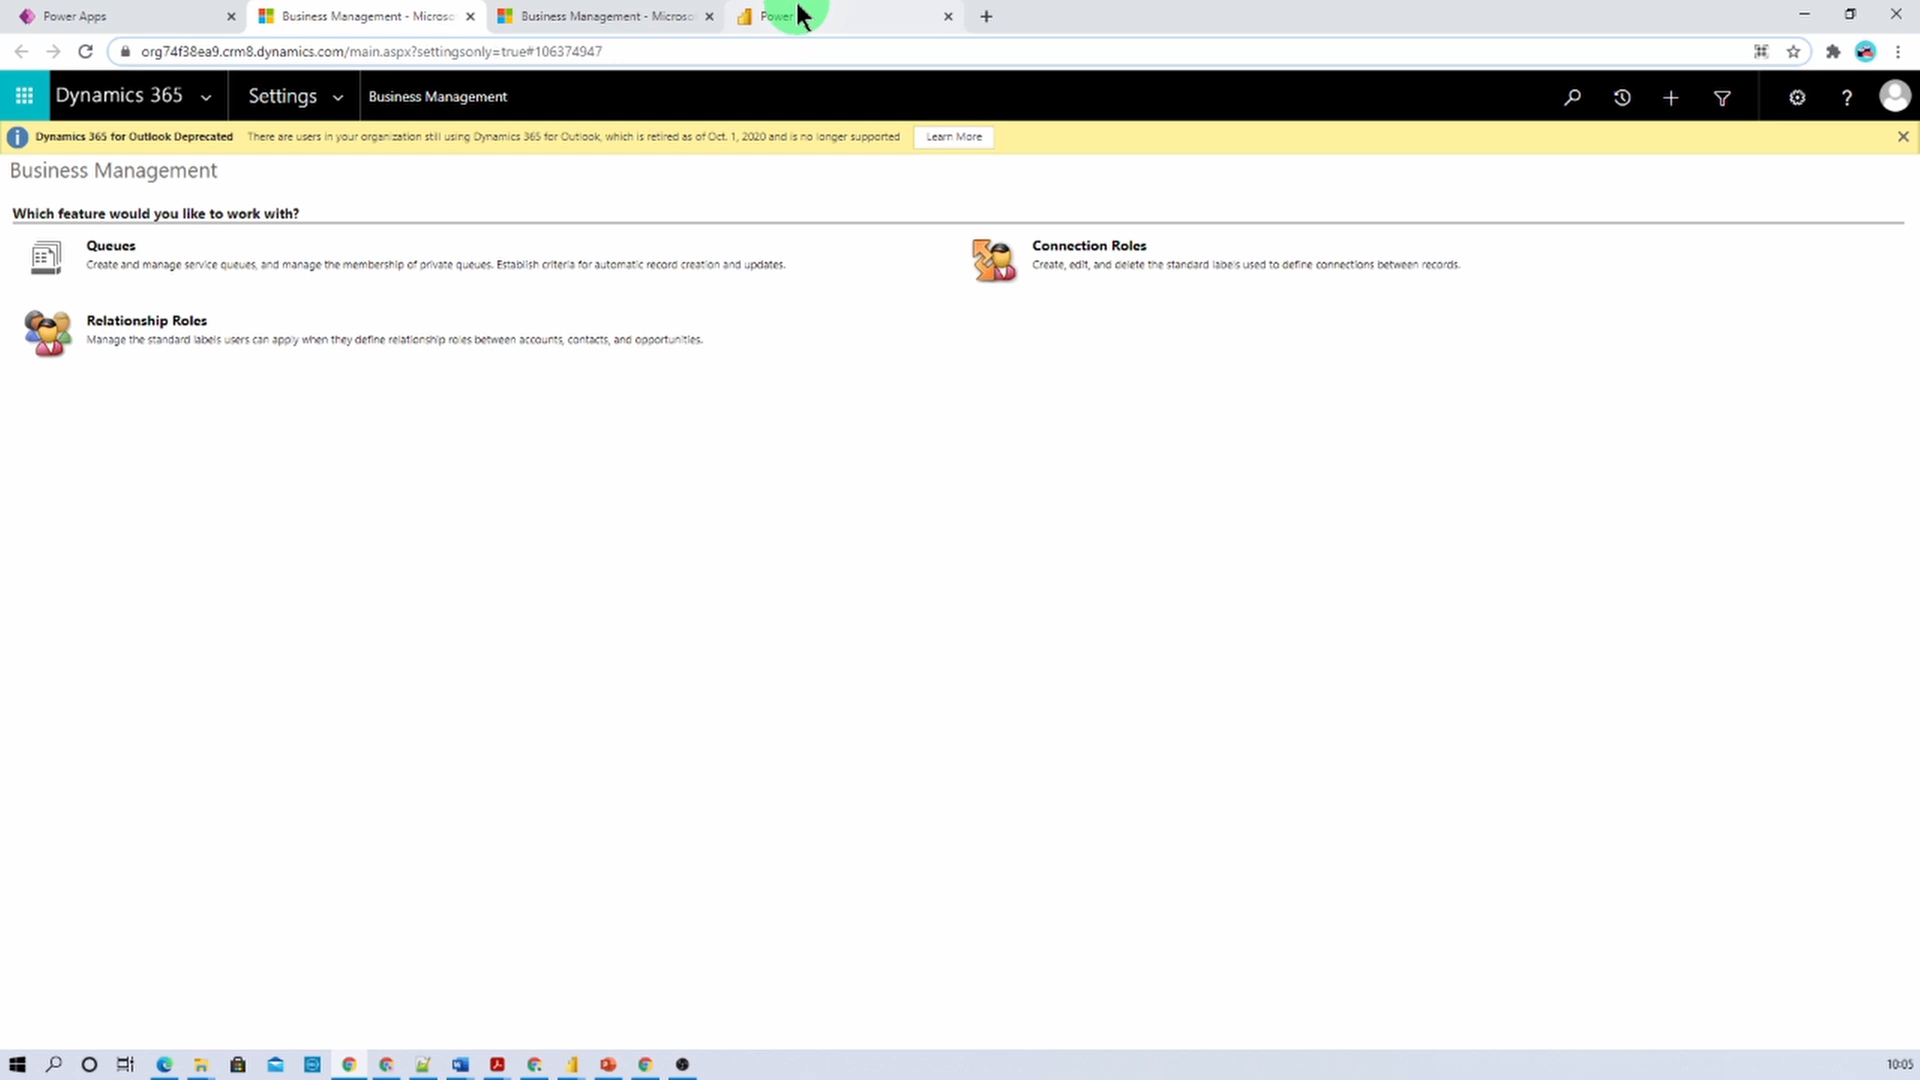 Power Apps
Business Management - Microso
Business Management - Microso
Power
org74f38ea9.crm8.dynamics.com/main.aspx?settingsonly=true#106374947
Dynamics 365 Settings Business Management
Dynamics 365 for Outlook Deprecated There are users in your organization still using Dynamics 365 for Outlook, which is retired as of Oct. 1, 2020 and is no longer supported Learn More
Business Management
Which feature would you like to work with?
Queues
Create and manage service queues, and manage the membership of private queues. Establish criteria for automatic record creation and updates.
Connection Roles
Create, edit, and delete the standard labels used to define connections between records.
Relationship Roles
Manage the standard labels users can apply when they define relationship roles between accounts, contacts, and opportunities.
10:05